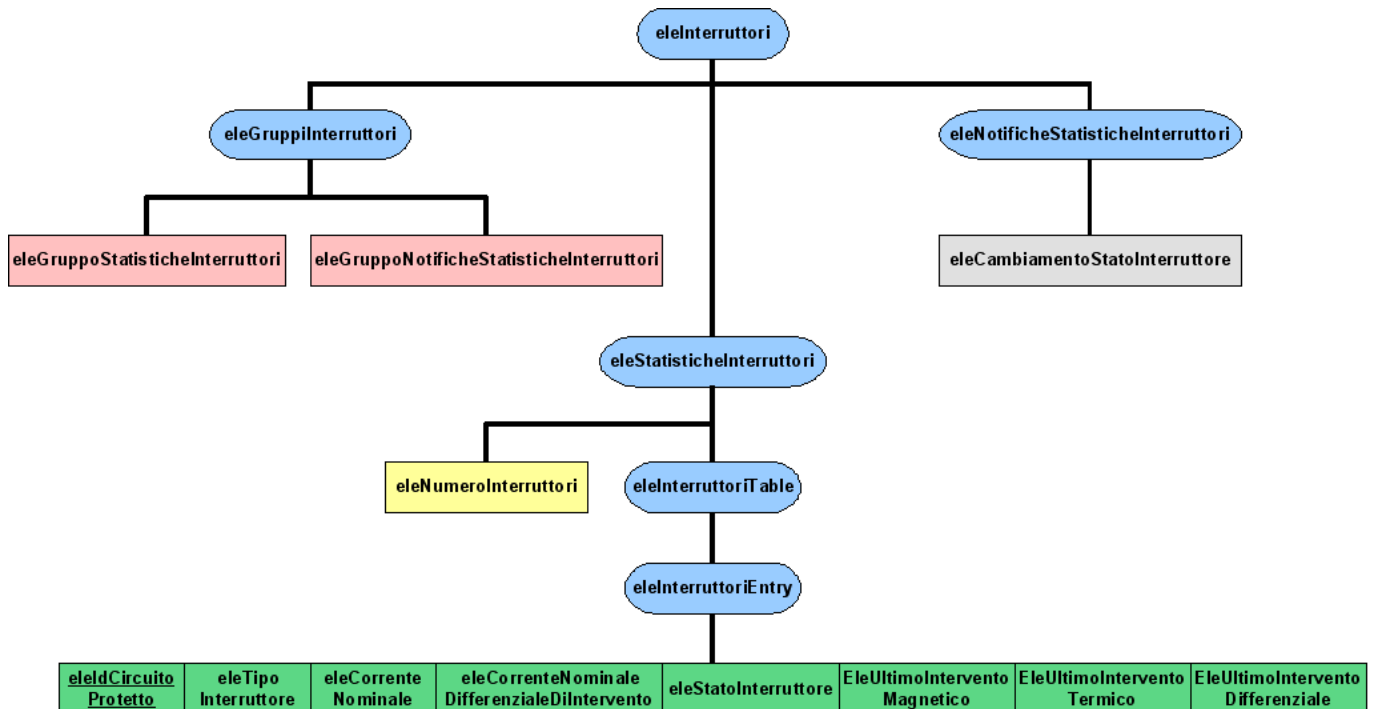 eleInterruttori
eleGruppiInterruttori
eleNotificheStatisticheInterruttori
eleGruppoStatisticheInterruttori
eleGruppoNotificheStatisticheInterruttori
eleCambiamentoStatoInterruttore
eleStatisticheInterruttori
eleNumeroInterruttori
eleInterruttoriTable
eleInterruttoriEntry
eleIdCircuito
Protetto
eleTipo
Interruttore
eleCorrente
Nominale
eleCorrenteNominale
DifferenzialeDiIntervento
eleStatoInterruttore
EleUltimoIntervento
Magnetico
EleUltimoIntervento
Termico
EleUltimoIntervento
Differenziale